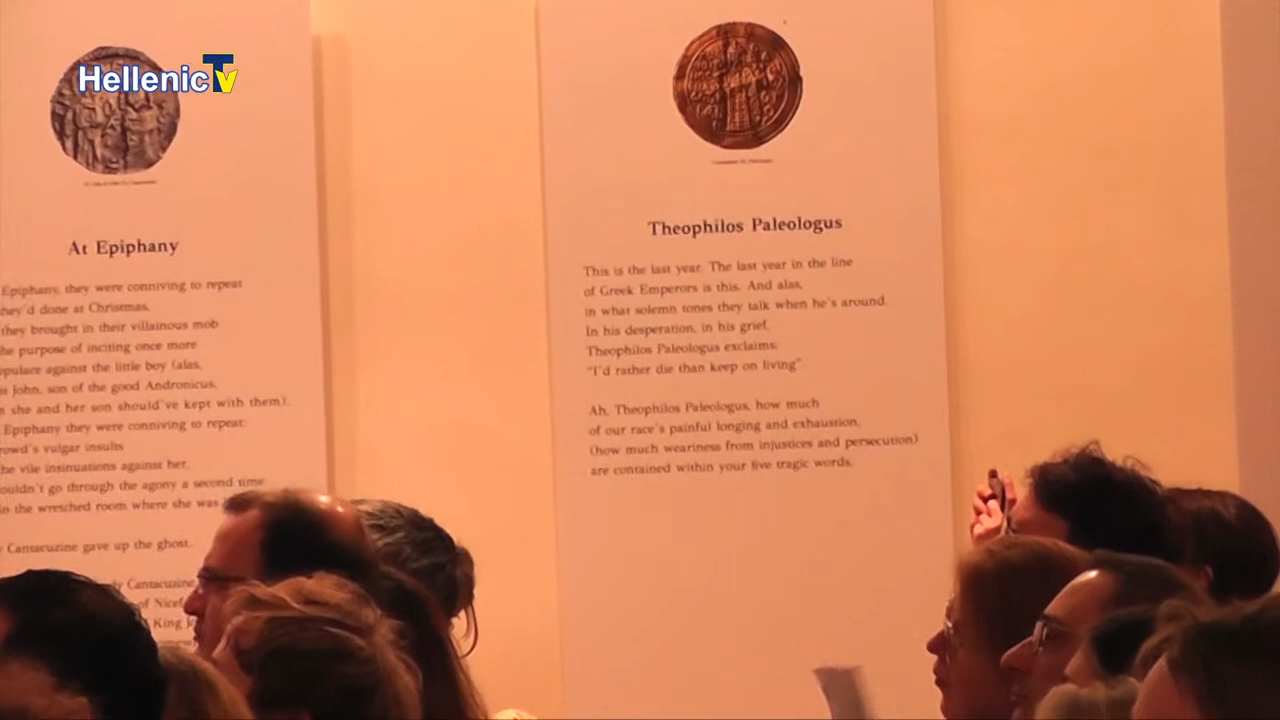 HellenicTv
At Epiphany
Epiphany, they were conniving to repeat
they'd done at Christmas,
they brought in their villainous mob
he purpose of inciting once more
opulace against the little boy (alas,
st John, son of the good Andronicus,
she and her son should've kept with them).
Epiphany they were conniving to repeat:
rowd's vulgar insults
he vile insinuations against her,
ouldn't go through the agony a second time
in the wretched room where she was
Cantacuzine gave up the ghost.
Cantacuzine
of Nicef
King J
Theophilos Paleologus
This is the last year. The last year in the line
of Greek Emperors is this. And alas,
in what solemn tones they talk when he's around.
In his desperation, in his grief,
Theophilos Paleologus exclaims:
"I'd rather die than keep on living".
Ah, Theophilos Paleologus, how much
of our race's painful longing and exhaustion,
(how much weariness from injustices and persecution)
are contained within your five tragic words.